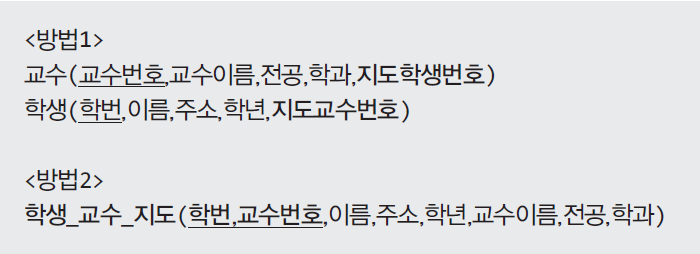 <방법1>
교수(교수번호,교수이름,전공,학과,지도학생번호)
학생(학번,이름,주소,학년,지도교수번호)
<방법2>
학생_교수_지도(학번,교수번호,이름,주소,학년,교수이름,전공,학과)